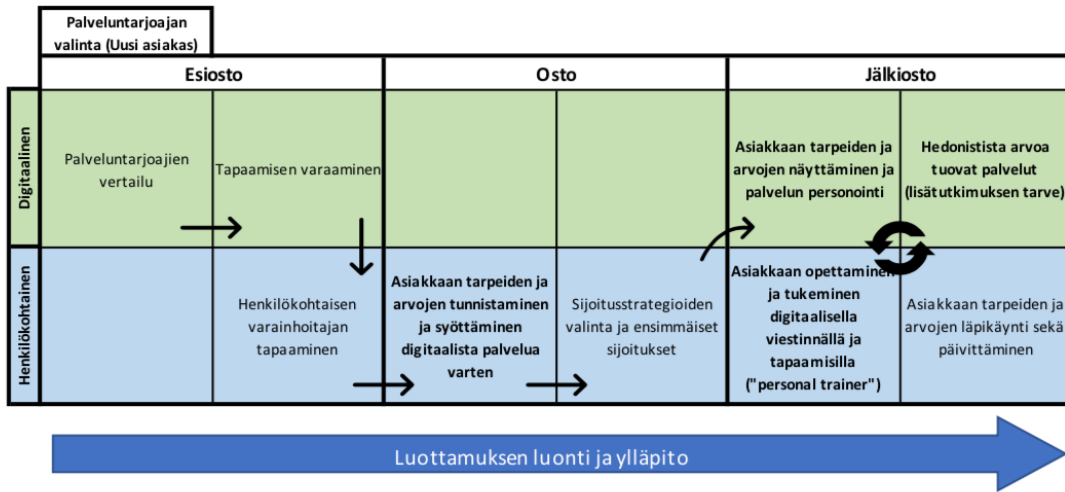 Palveluntarjoajan
valinta (Uusi asiakas)
Esiosto
Osto
Jälkiosto
Digitaalinen
Palveluntarjoajien
vertailu
Tapaamisen varaaminen
Asiakkaan tarpeiden ja
arvojen näyttäminen ja
palvelun personointi
Hedonistista arvoa
tuovat palvelut
(lisätutkimuksen tarve)
Henkilökohtainen
Henkilökohtaisen
varainhoitajan
tapaaminen
Asiakkaan tarpeiden ja
arvojen tunnistaminen
ja syöttäminen
digitaalista palvelua
varten
Sijoitusstrategioiden
valinta ja ensimmäiset
sijoitukset
Asiakkaan opettaminen
ja tukeminen
digitaalisella
viestinnällä ja
tapaamisilla
("personal trainer")
Asiakkaan tarpeiden ja
arvojen läpikäynti sekä
päivittäminen
Luottamuksen luonti ja ylläpito